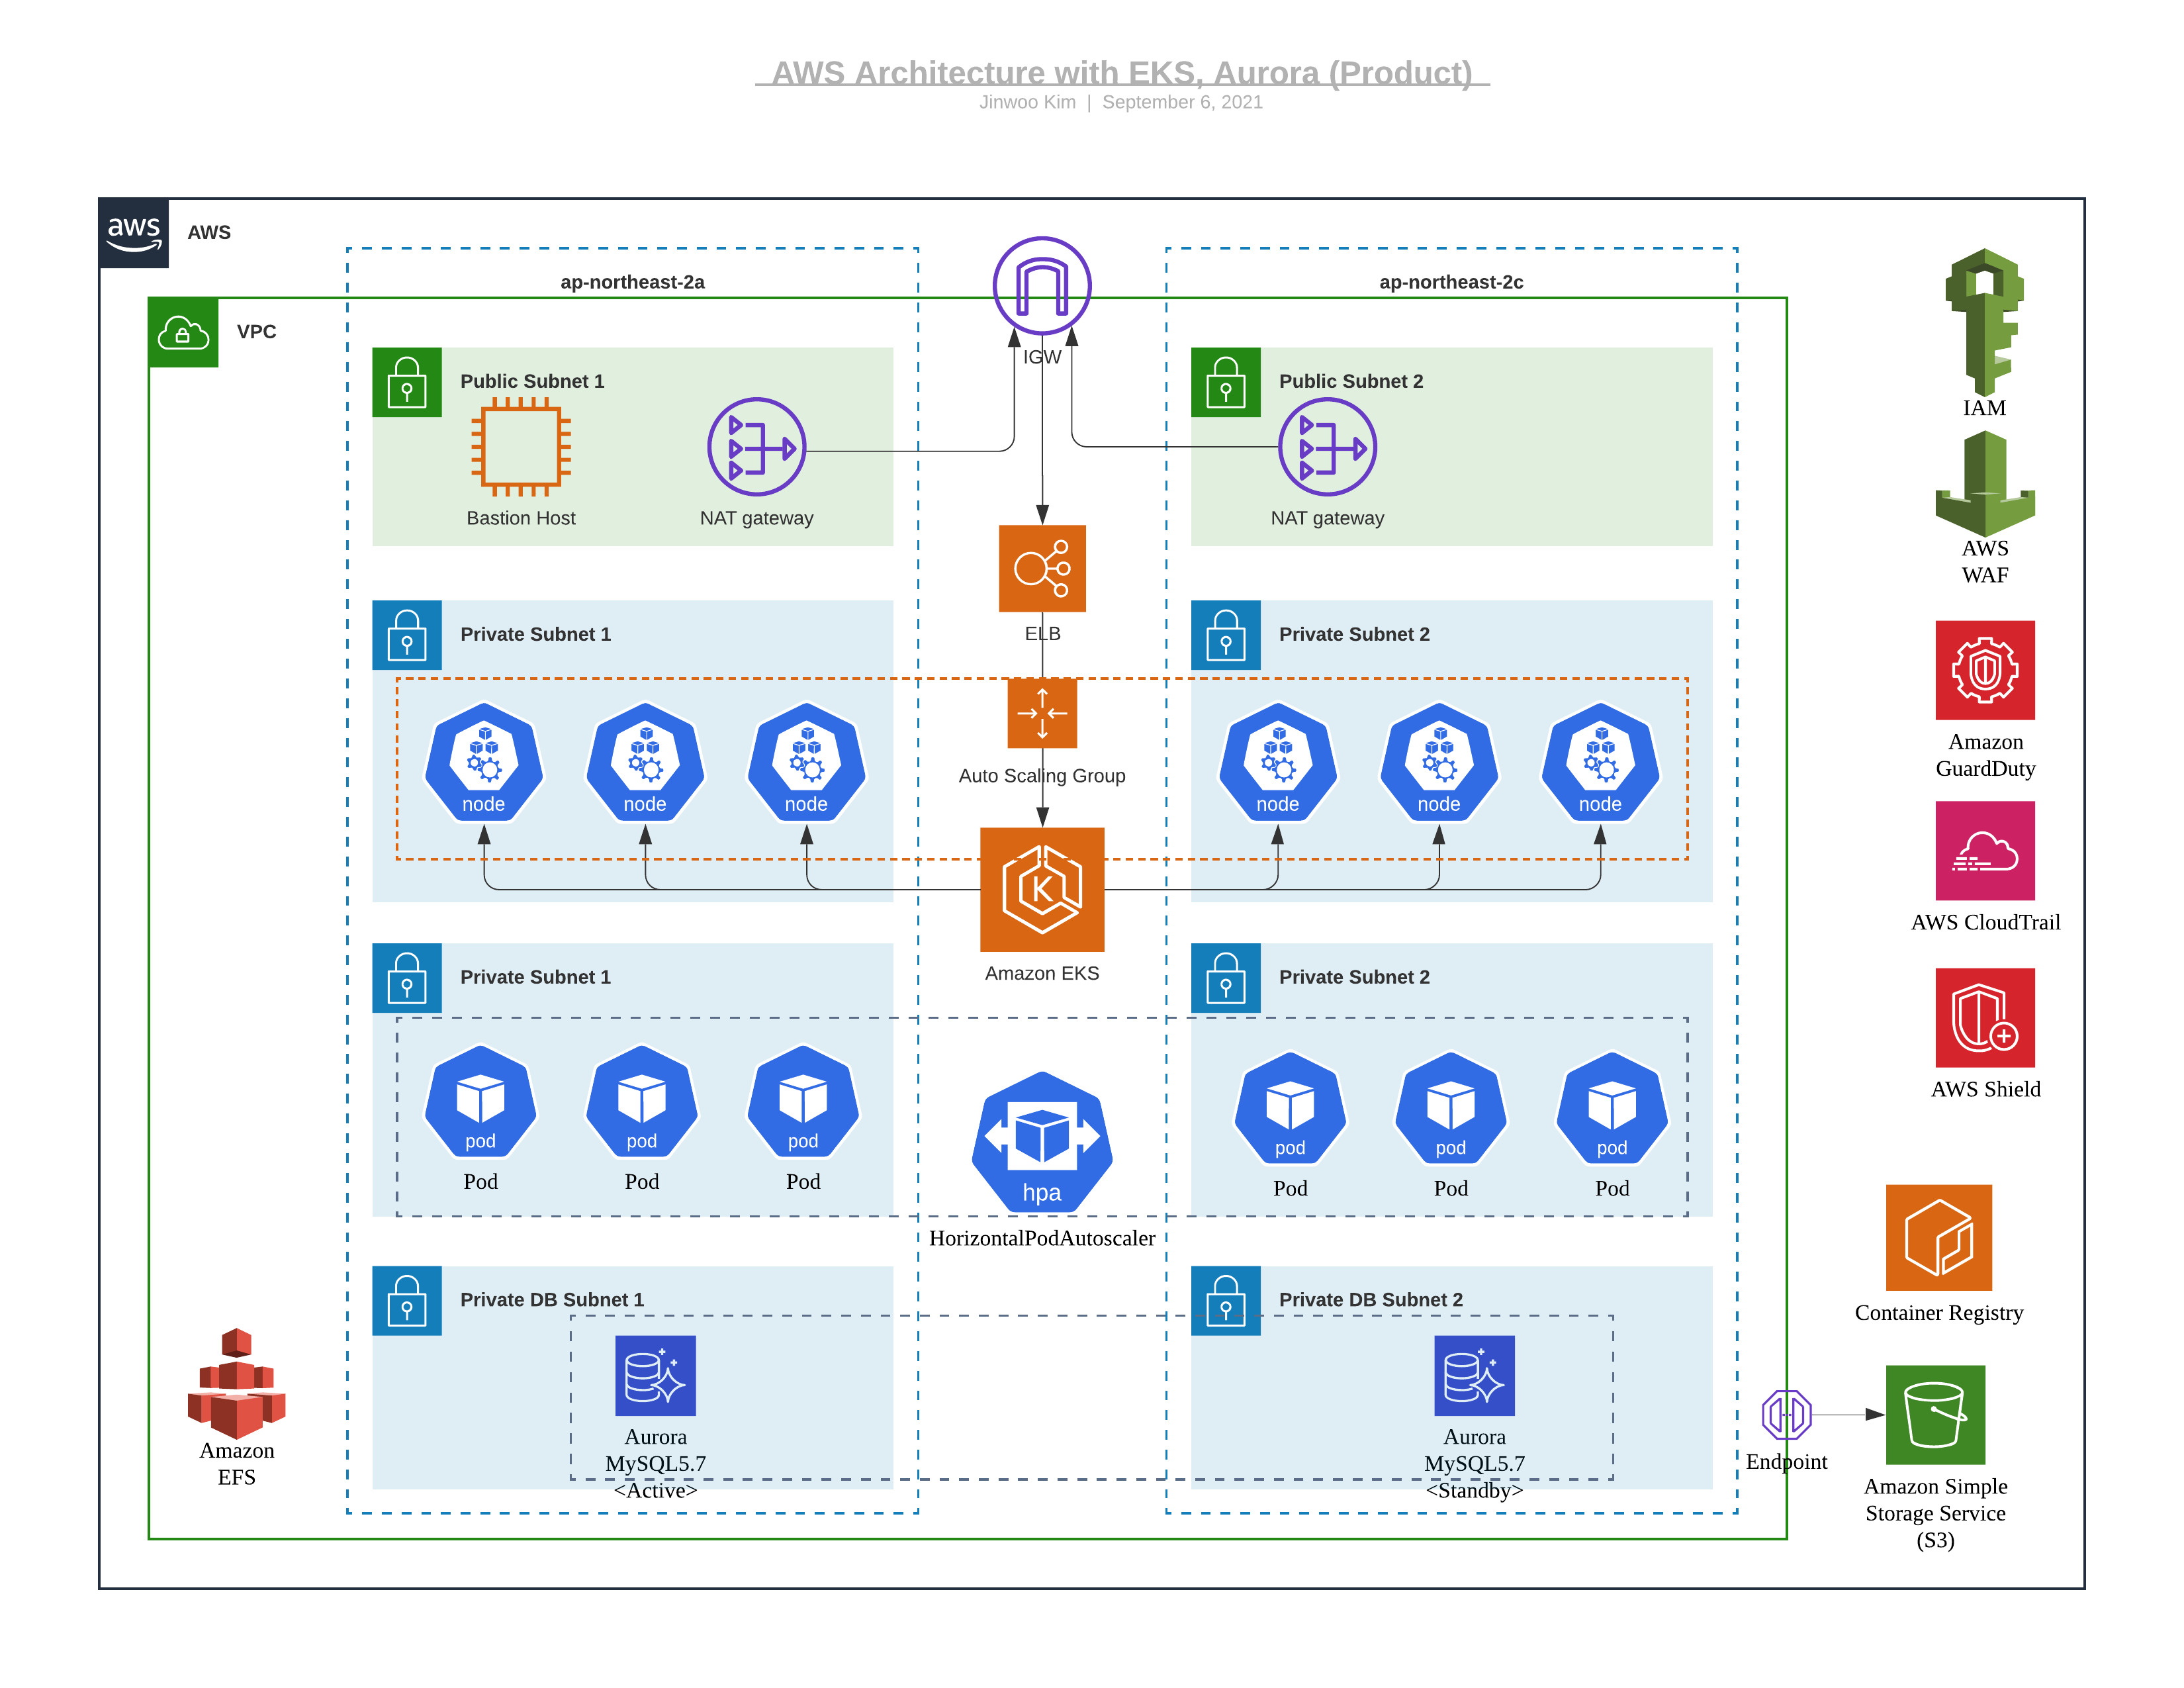 AWS Architecture with EKS, Aurora (Product)
Jinwoo Kim | September 6, 2021
aws
AWS
ap-northeast-2a
ap-northeast-2c
VPC
IGW
Public Subnet 1
Public Subnet 2
IAM
Bastion Host
NAT gateway
NAT gateway
AWS
WAF
ELB
Private Subnet 1
Private Subnet 2
Auto Scaling Group
node
node
node
node
node
node
Amazon
GuardDuty
K
Amazon EKS
AWS CloudTrail
Private Subnet 1
Private Subnet 2
AWS Shield
pod
pod
pod
pod
pod
pod
Pod
Pod
Pod
Pod
Pod
Pod
hpa
HorizontalPodAutoscaler
Container Registry
Private DB Subnet 1
Private DB Subnet 2
Aurora
MySQL5.7
<Active>
Aurora
MySQL5.7
<Standby>
Amazon
EFS
Endpoint
Amazon Simple
Storage Service
(S3)